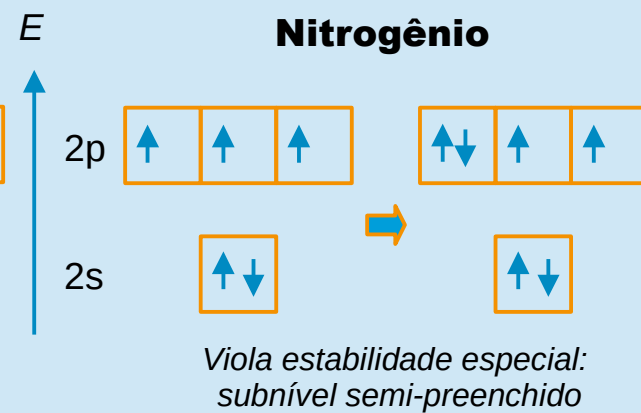 E
Nitrogênio
2p
2s
Viola estabilidade especial:
subnível semi-preenchido